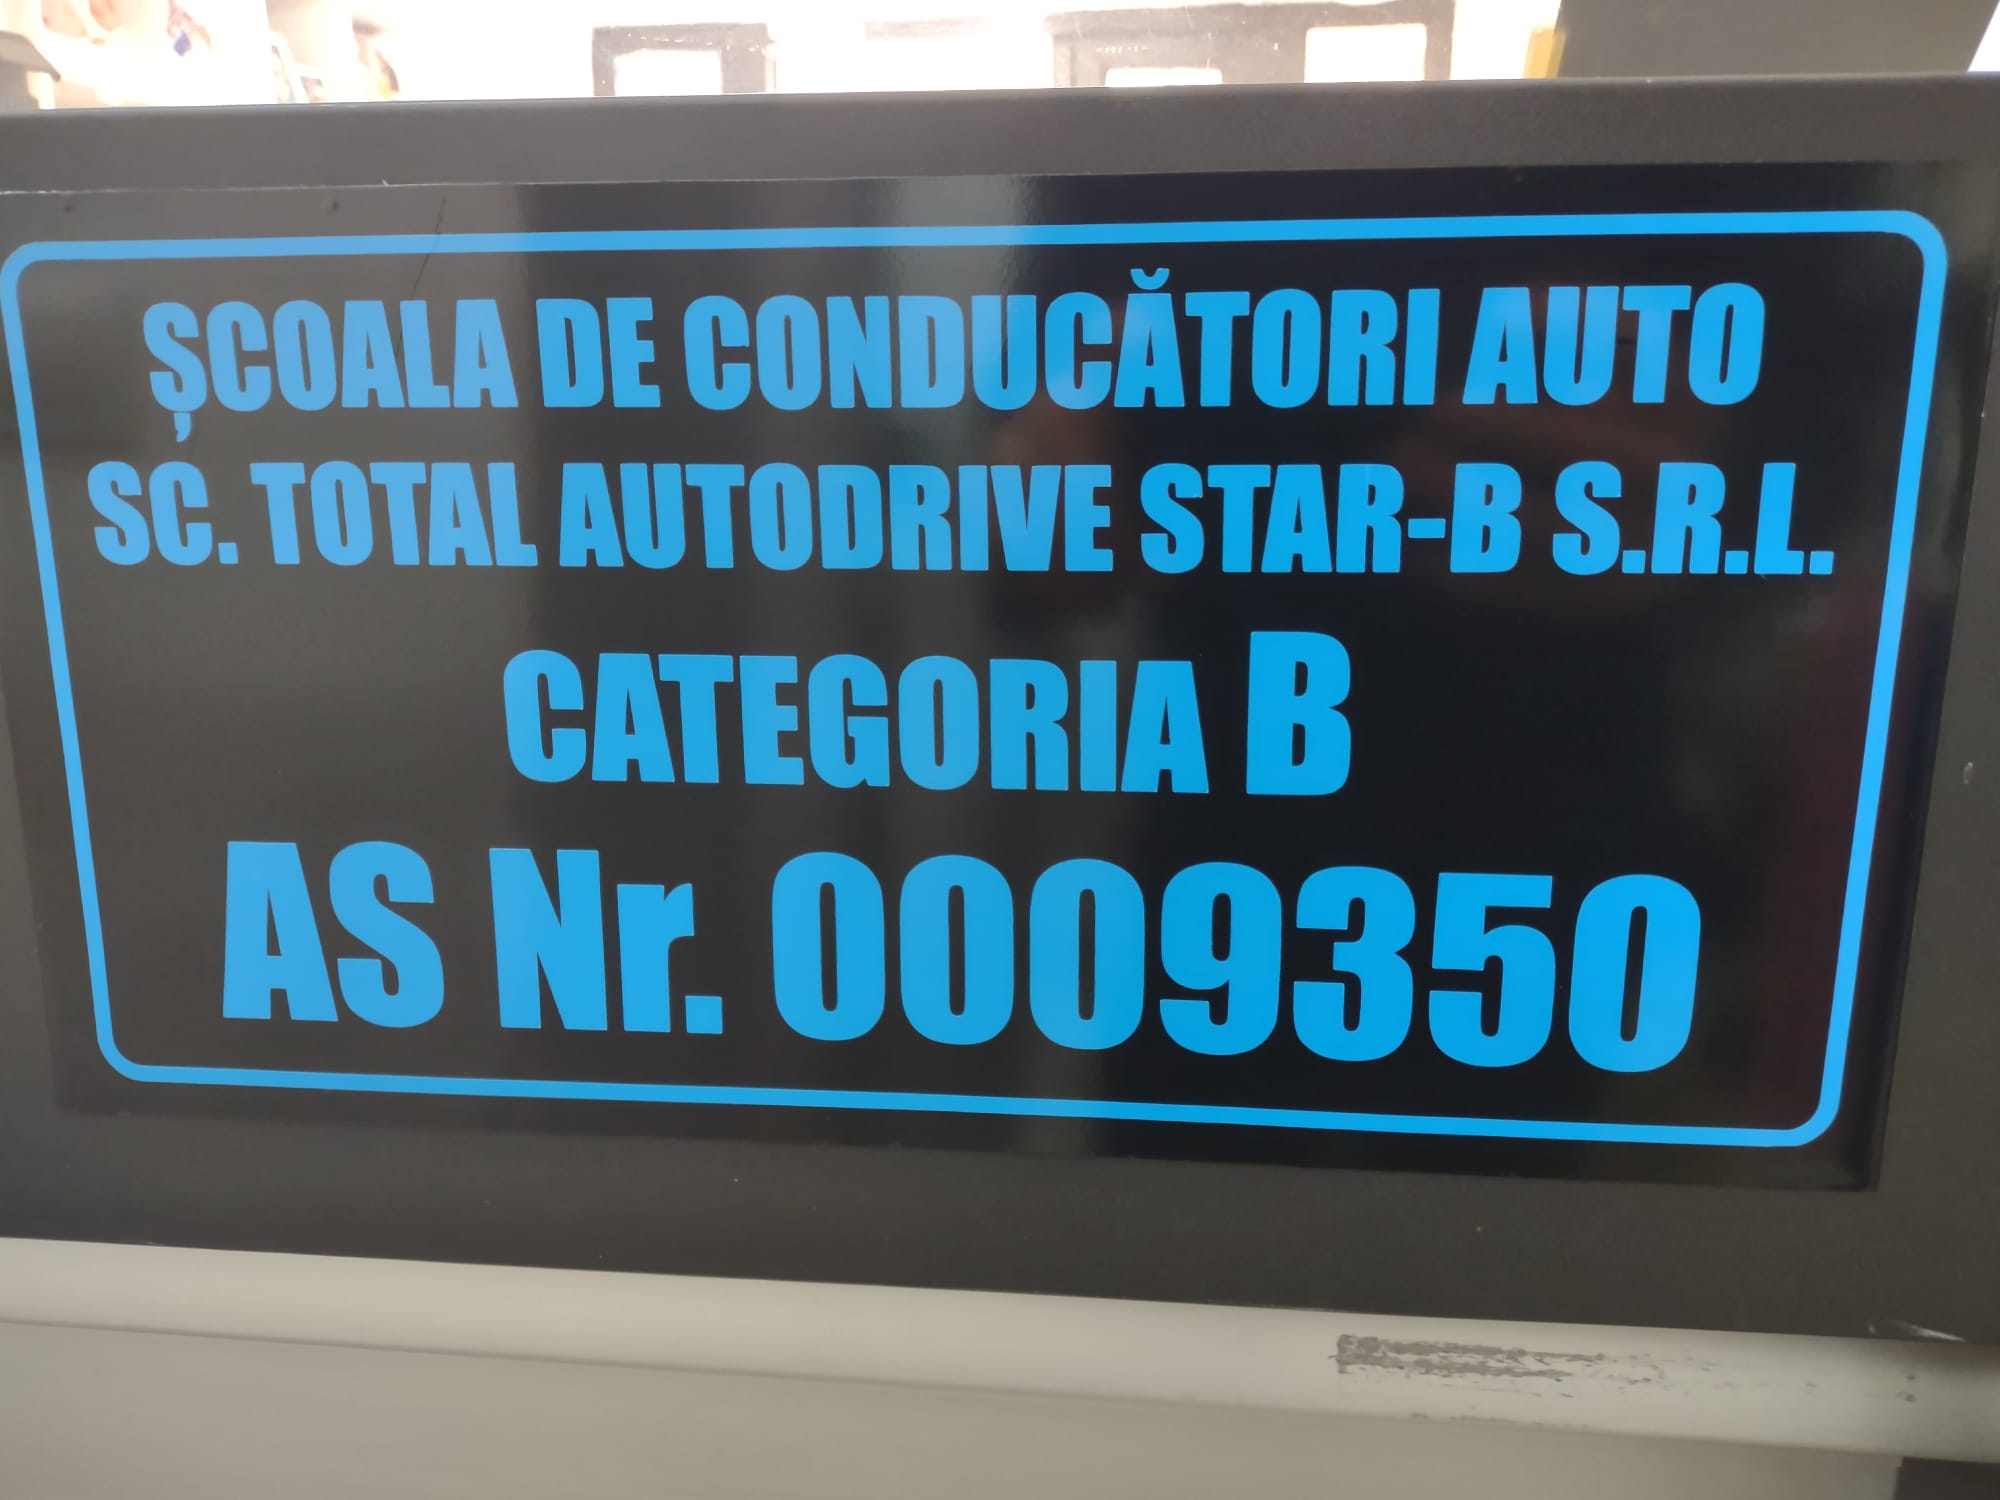 ȘCOALA DE CONDUCĂTORI AUTO
SC. TOTAL AUTODRIVE STAR-B S.R.L.
CATEGORIA B
AS Nr. 0009350